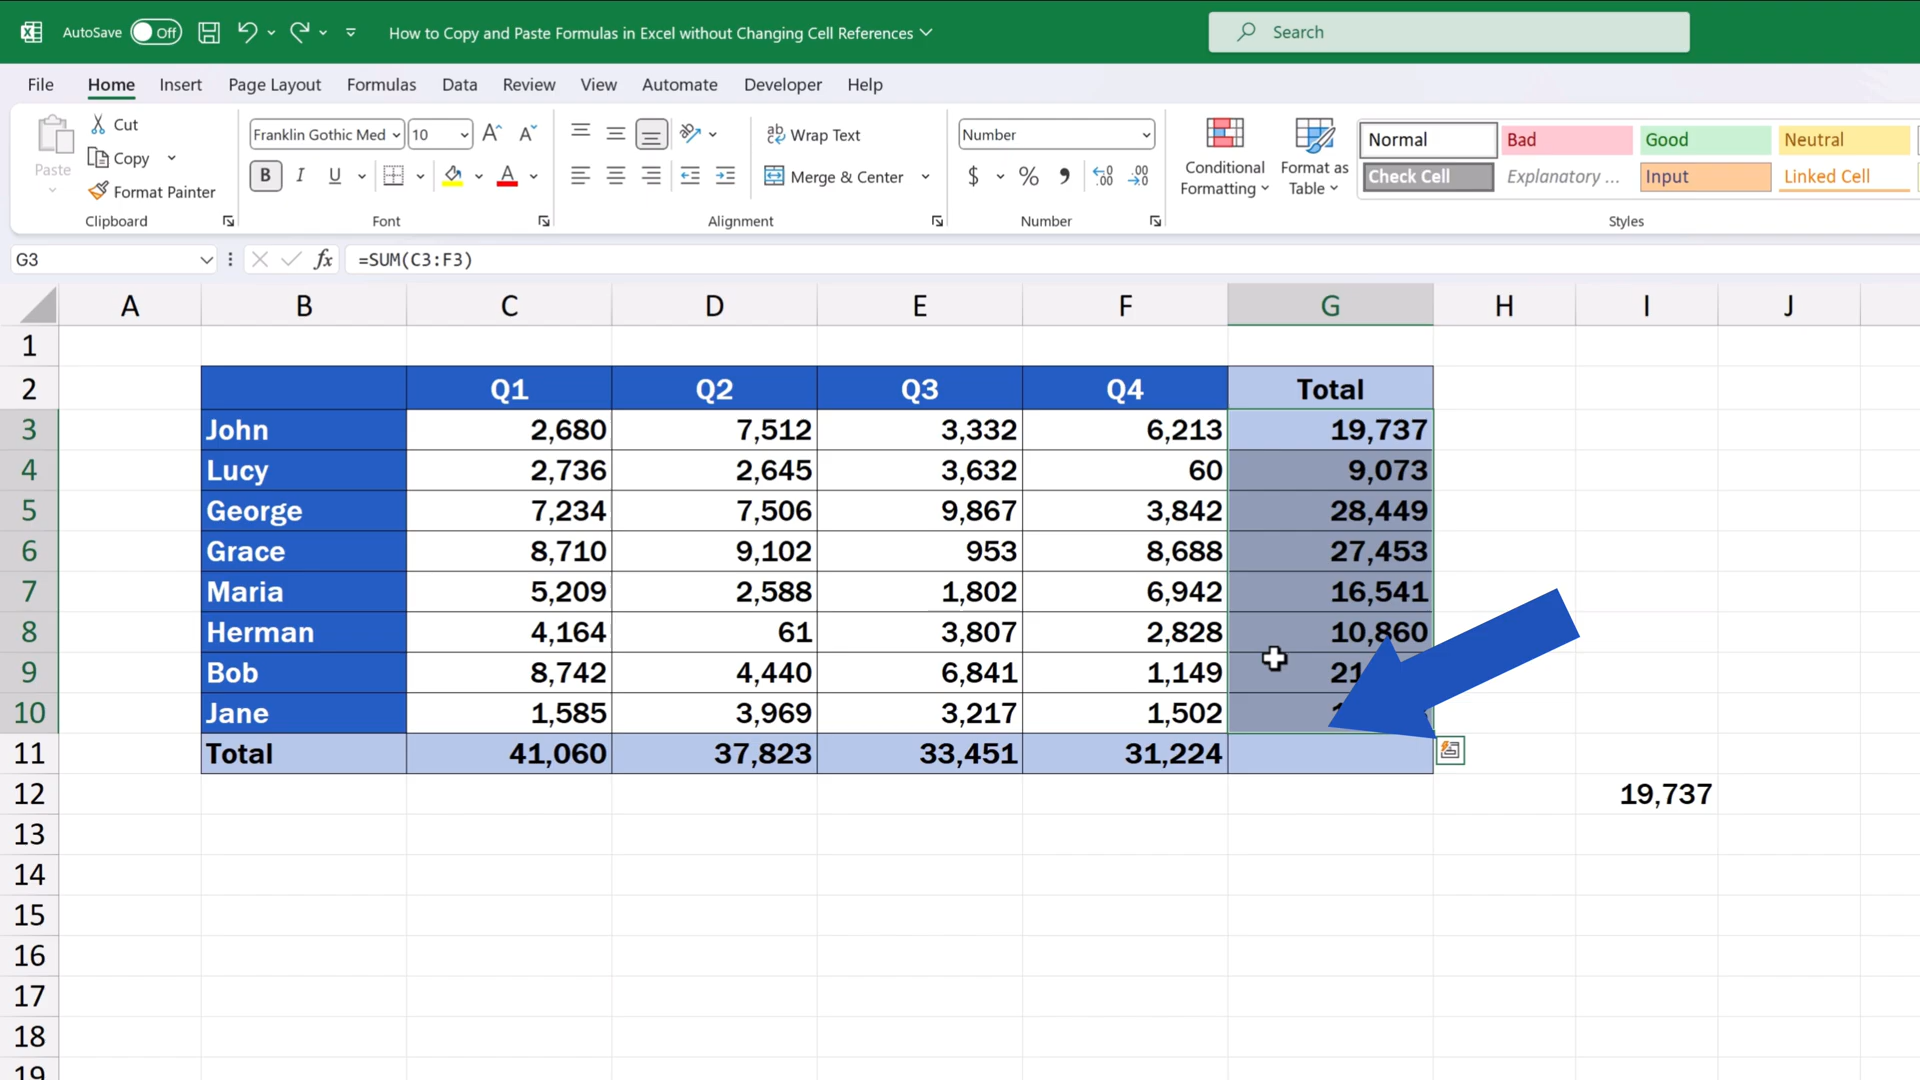 AutoSave Off How to Copy and Paste Formulas in Excel without Changing Cell References Search
File Home Insert Page Layout Formulas Data Review View Automate Developer Help
Paste Cut Copy Format Painter
Clipboard
Franklin Gothic Med 10
B I U A
Font
Wrap Text
Merge & Center
Alignment
Number
$ % 9
Number
Conditional Formatting
Format as Table
Normal Bad Good Neutral
Check Cell Explanatory ... Input Linked Cell
Styles
G3 fx =SUM(C3:F3)
A B C D E F G H I J
1
2 Q1 Q2 Q3 Q4 Total
3 John 2,680 7,512 3,332 6,213 19,737
4 Lucy 2,736 2,645 3,632 60 9,073
5 George 7,234 7,506 9,867 3,842 28,449
6 Grace 8,710 9,102 953 8,688 27,453
7 Maria 5,209 2,588 1,802 6,942 16,541
8 Herman 4,164 61 3,807 2,828 10,860
9 Bob 8,742 4,440 6,841 1,149
10 Jane 1,585 3,969 3,217 1,502
11 Total 41,060 37,823 33,451 31,224
12 19,737
13
14
15
16
17
18
19